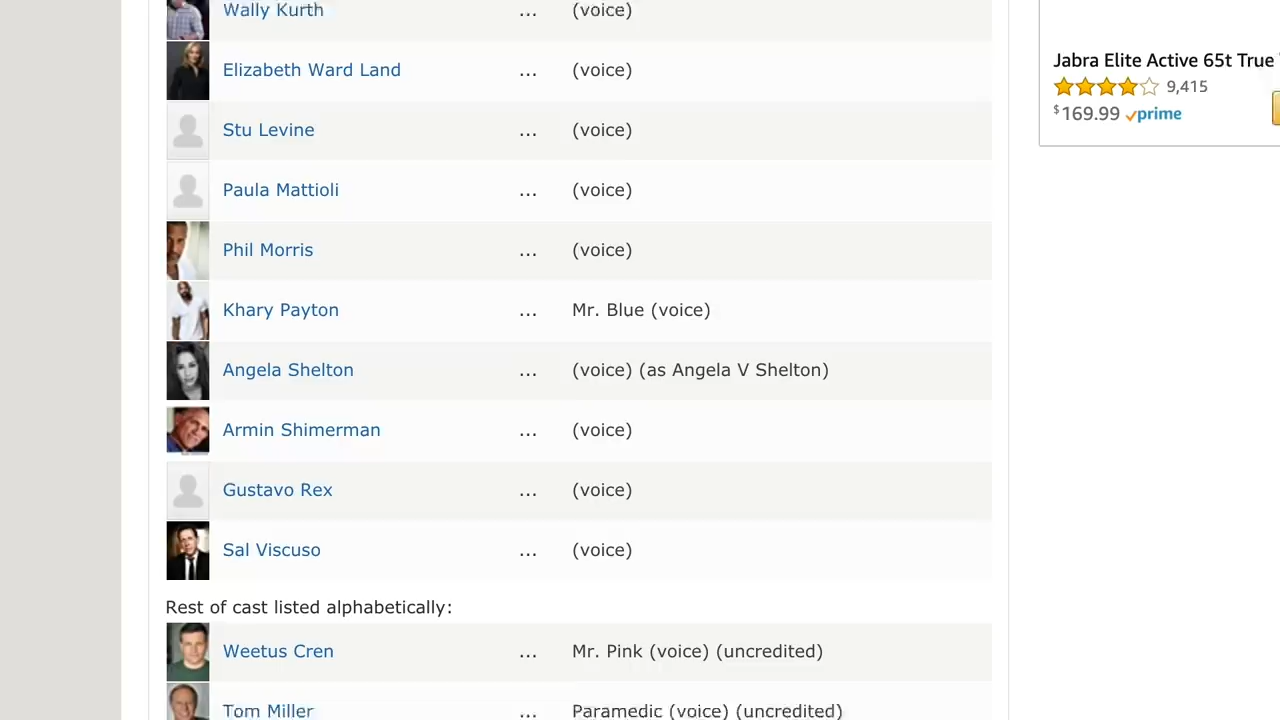 Wally Kurth ... (voice)
Elizabeth Ward Land ... (voice)
Stu Levine ... (voice)
Paula Mattioli ... (voice)
Phil Morris ... (voice)
Khary Payton ... Mr. Blue (voice)
Angela Shelton ... (voice) (as Angela V Shelton)
Armin Shimerman ... (voice)
Gustavo Rex ... (voice)
Sal Viscuso ... (voice)
Rest of cast listed alphabetically:
Weetus Cren ... Mr. Pink (voice) (uncredited)
Tom Miller ... Paramedic (voice) (uncredited)
Jabra Elite Active 65t True
9,415
$169.99 prime